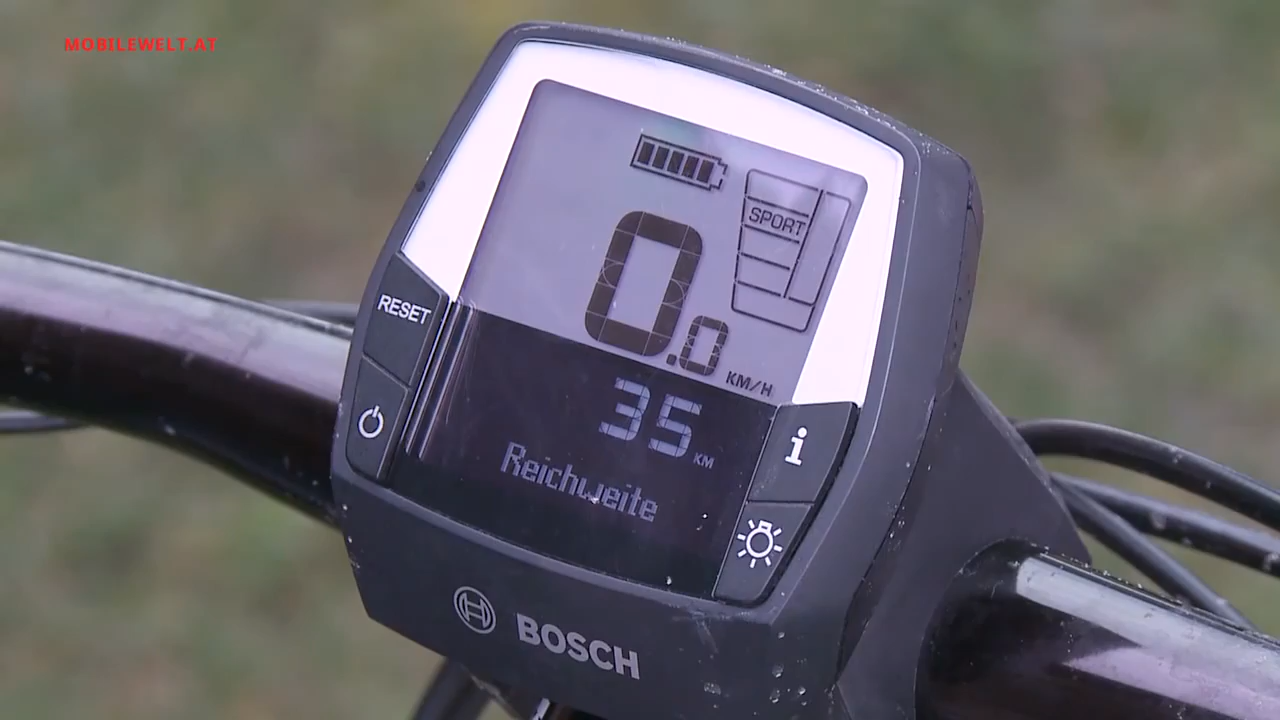 MOBILEWELT.AT
SPORT
0.0 KM/H
RESET
35 KM
i
Reichweite
BOSCH